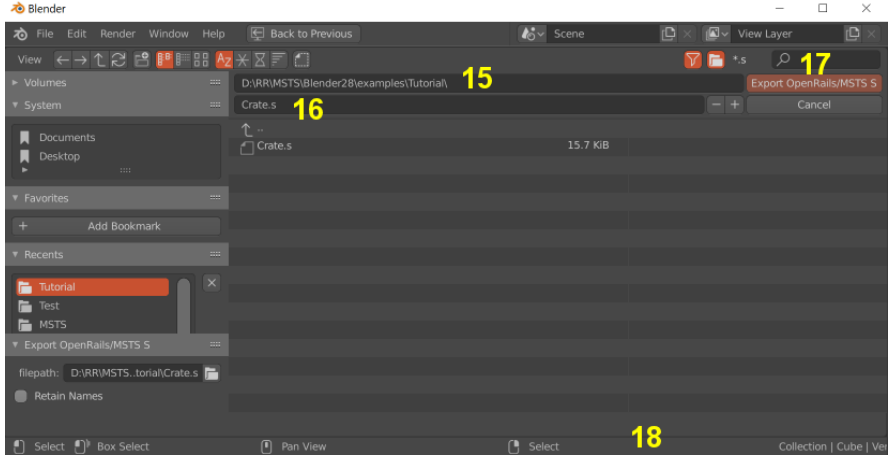 Blender
File Edit Render Window Help Back to Previous Scene View Layer
View *.s 17
Volumes D:\RR\MSTS\Blender28\examples\Tutorial\ 15 Export OpenRails/MSTS S
System Crate.s 16 Cancel
..
Documents Crate.s 15.7 KiB
Desktop
Favorites
Add Bookmark
Recents
Tutorial
Test
MSTS
Export OpenRails/MSTS S
filepath: D:\RR\MSTS..torial\Crate.s
Retain Names
18
Select Box Select Pan View Select Collection | Cube | Ver